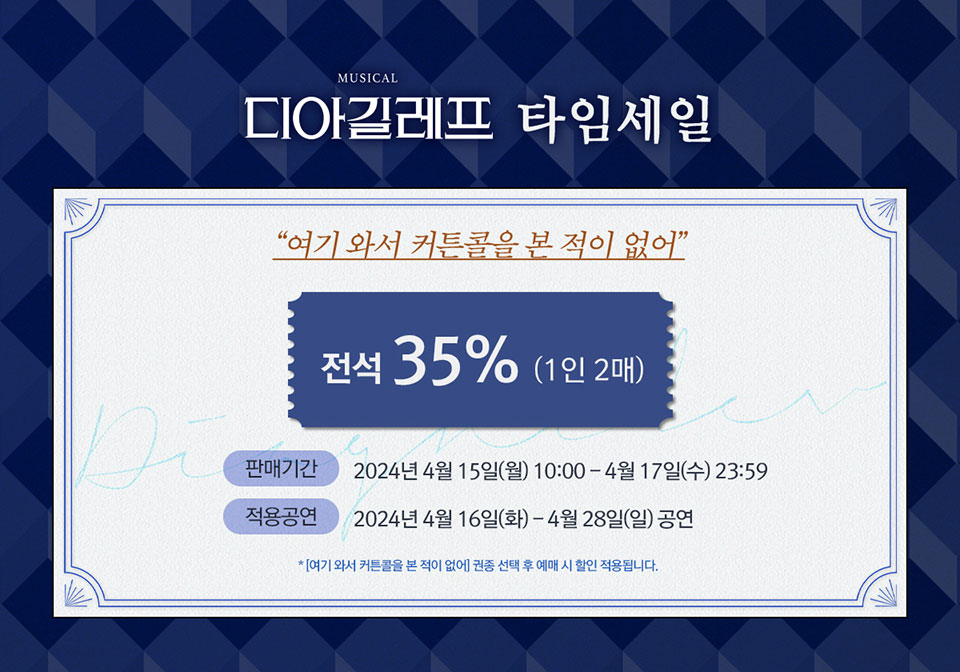 MUSICAL
디아길레프 타임세일
“여기 와서 커튼콜을 본 적이 없어”
전석 35% (1인 2매)
판매기간 2024년 4월 15일(월) 10:00 – 4월 17일(수) 23:59
적용공연 2024년 4월 16일(화) – 4월 28일(일) 공연
* [여기 와서 커튼콜을 본 적이 없어] 권종 선택 후 예매 시 할인 적용됩니다.